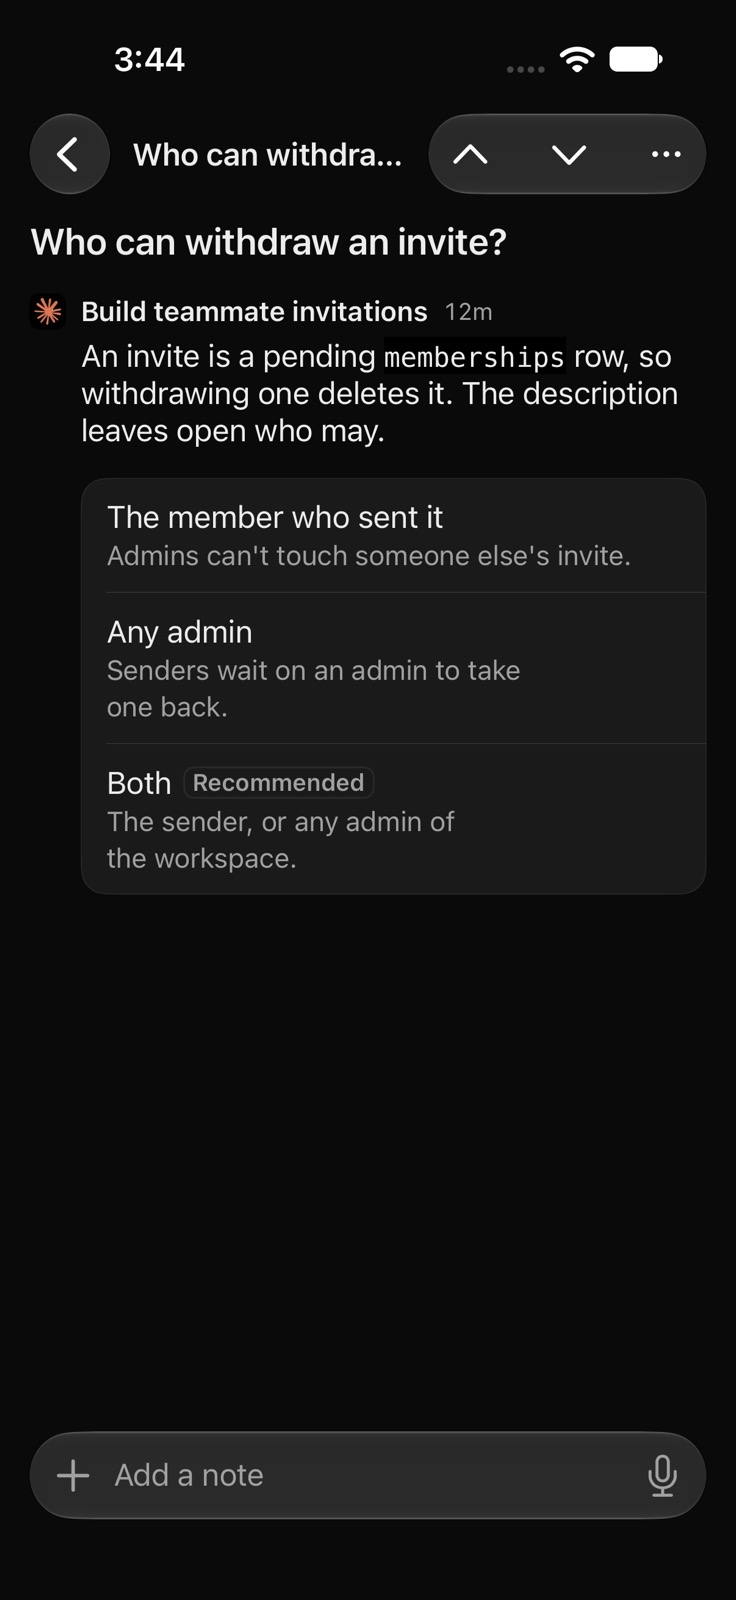 3:44
Who can withdra...
Who can withdraw an invite?
Build teammate invitations 12m
An invite is a pending memberships row, so
withdrawing one deletes it. The description
leaves open who may.
The member who sent it
Admins can't touch someone else's invite.
Any admin
Senders wait on an admin to take
one back.
Both Recommended
The sender, or any admin of
the workspace.
Add a note